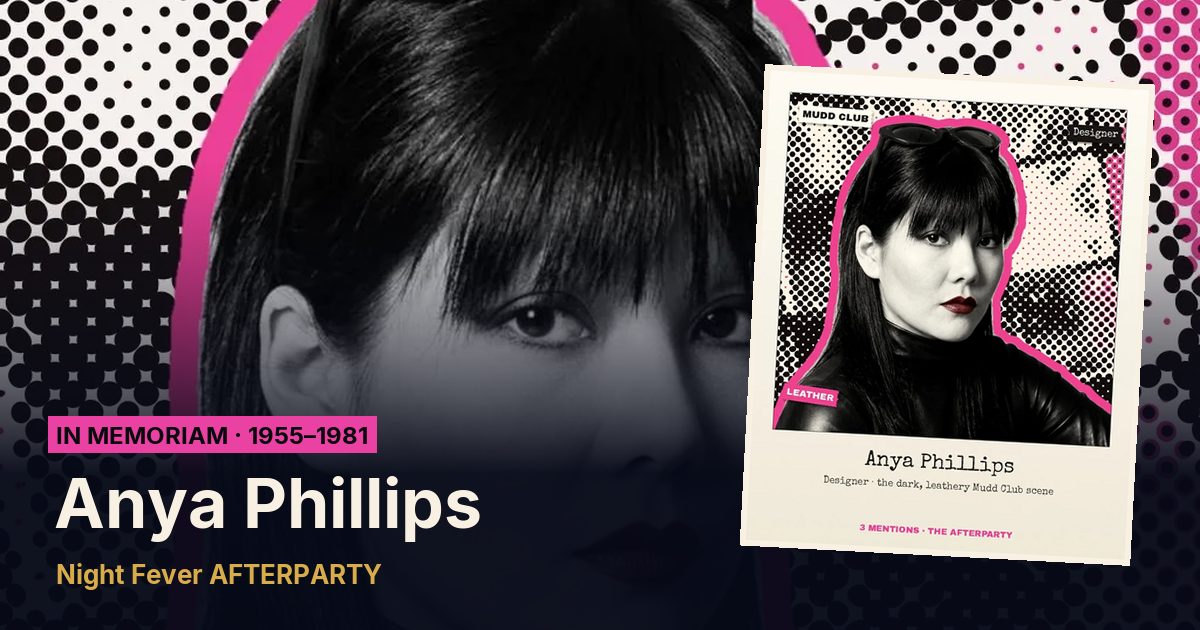 IN MEMORIAM · 1955–1981
Anya Phillips
Night Fever AFTERPARTY
MUDD CLUB
Designer
LEATHER
Anya Phillips
Designer · the dark, leathery Mudd Club scene
3 MENTIONS · THE AFTERPARTY